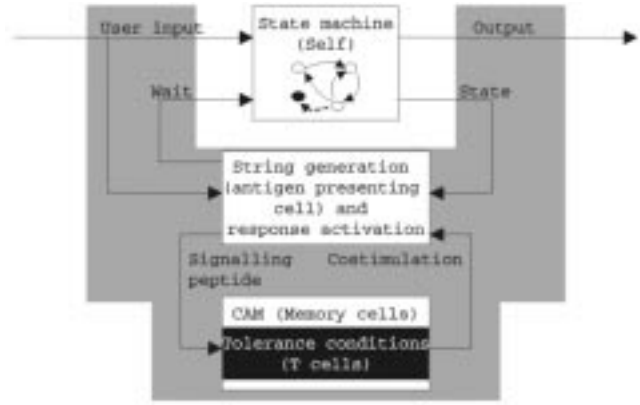 User input
State machine
(Self)
Output
Wait
State
String generation
(antigen presenting
cell) and
response activation
Signalling
peptide
Costimulation
CAM (Memory cells)
Tolerance conditions
(T cells)